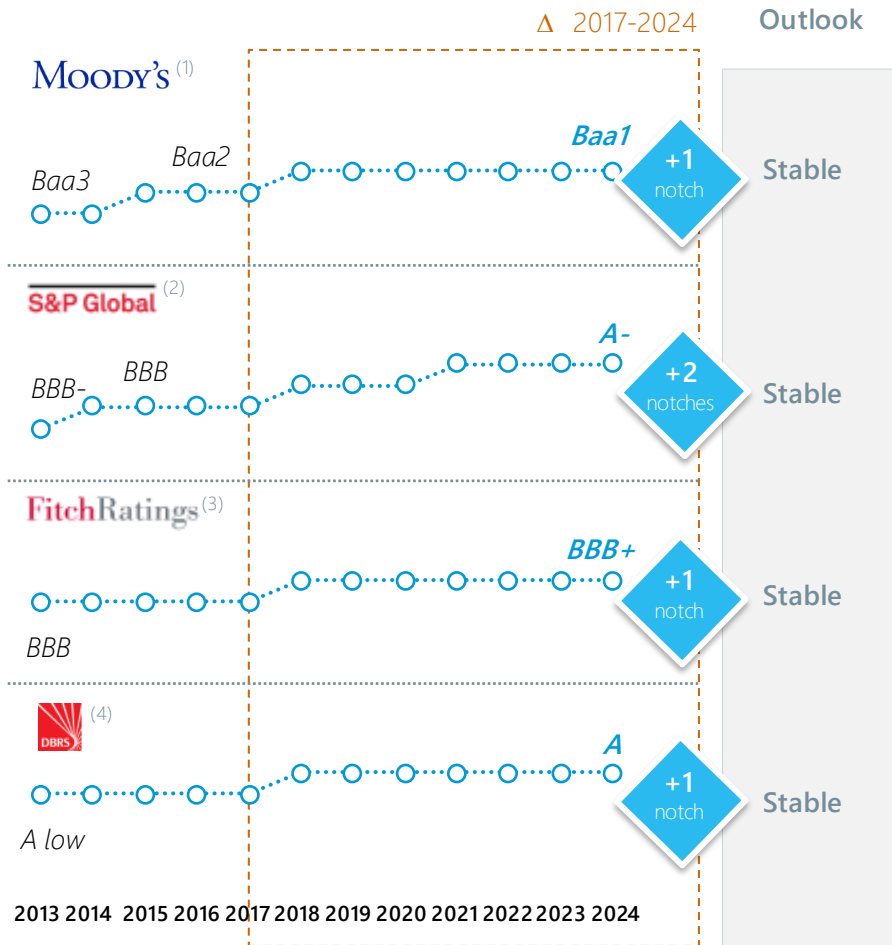 Δ 2017-2024
Outlook
MOODY'S (1)
Baa3
Baa2
Baa1
+1
notch
Stable
S&P Global (2)
BBB-
BBB
A-
+2
notches
Stable
FitchRatings (3)
BBB
BBB+
+1
notch
Stable
DBRS (4)
A low
A
+1
notch
Stable
2013 2014 2015 2016 2017 2018 2019 2020 2021 2022 2023 2024